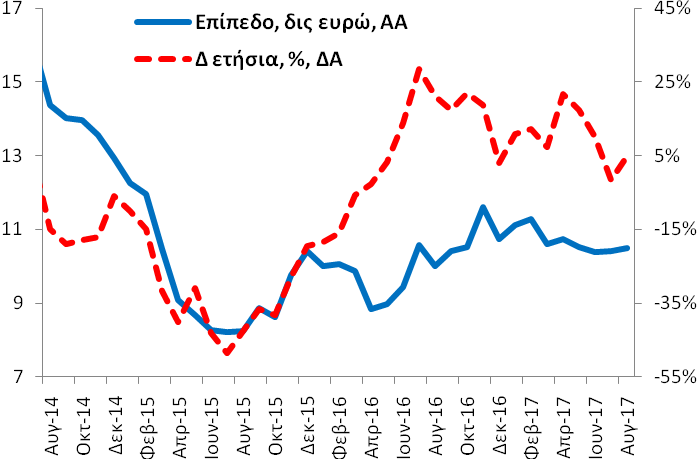 Επίπεδο, δις ευρώ, ΑΑ
Δ ετήσια, %, ΔΑ
17
15
13
11
9
7
45%
25%
5%
-15%
-35%
-55%
Αυγ-14
Οκτ-14
Δεκ-14
Φεβ-15
Απρ-15
Ιουν-15
Αυγ-15
Οκτ-15
Δεκ-15
Φεβ-16
Απρ-16
Ιουν-16
Αυγ-16
Οκτ-16
Δεκ-16
Φεβ-17
Απρ-17
Ιουν-17
Αυγ-17